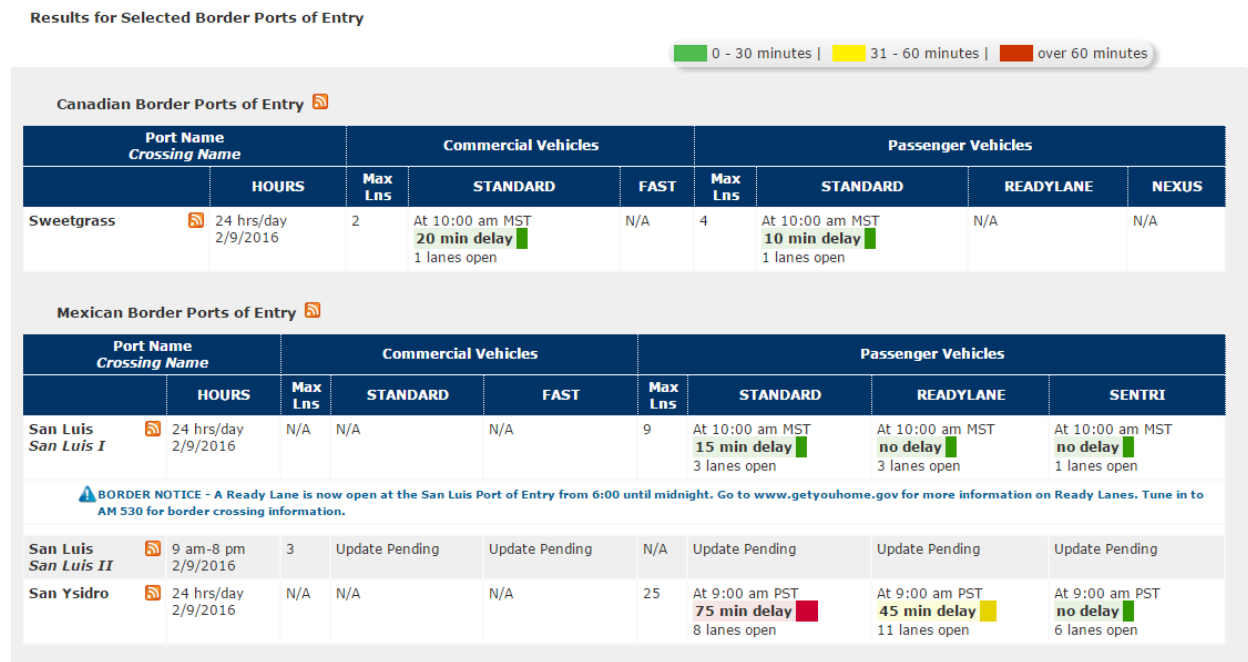 Results for Selected Border Ports of Entry
0 - 30 minutes | 31 - 60 minutes | over 60 minutes
Canadian Border Ports of Entry
Port Name
Crossing Name
Commercial Vehicles
Passenger Vehicles
HOURS
Max Lns
STANDARD
FAST
Max Lns
STANDARD
READYLANE
NEXUS
Sweetgrass
24 hrs/day
2/9/2016
2
At 10:00 am MST
20 min delay
1 lanes open
N/A
4
At 10:00 am MST
10 min delay
1 lanes open
N/A
N/A
Mexican Border Ports of Entry
Port Name
Crossing Name
Commercial Vehicles
Passenger Vehicles
HOURS
Max Lns
STANDARD
FAST
Max Lns
STANDARD
READYLANE
SENTRI
San Luis
San Luis I
24 hrs/day
2/9/2016
N/A
N/A
N/A
9
At 10:00 am MST
15 min delay
3 lanes open
At 10:00 am MST
no delay
3 lanes open
At 10:00 am MST
no delay
1 lanes open
BORDER NOTICE - A Ready Lane is now open at the San Luis Port of Entry from 6:00 until midnight. Go to www.getyouhome.gov for more information on Ready Lanes. Tune in to
AM 530 for border crossing information.
San Luis
San Luis II
9 am-8 pm
2/9/2016
3
Update Pending
Update Pending
N/A
Update Pending
Update Pending
Update Pending
San Ysidro
24 hrs/day
2/9/2016
N/A
N/A
N/A
25
At 9:00 am PST
75 min delay
8 lanes open
At 9:00 am PST
45 min delay
11 lanes open
At 9:00 am PST
no delay
6 lanes open